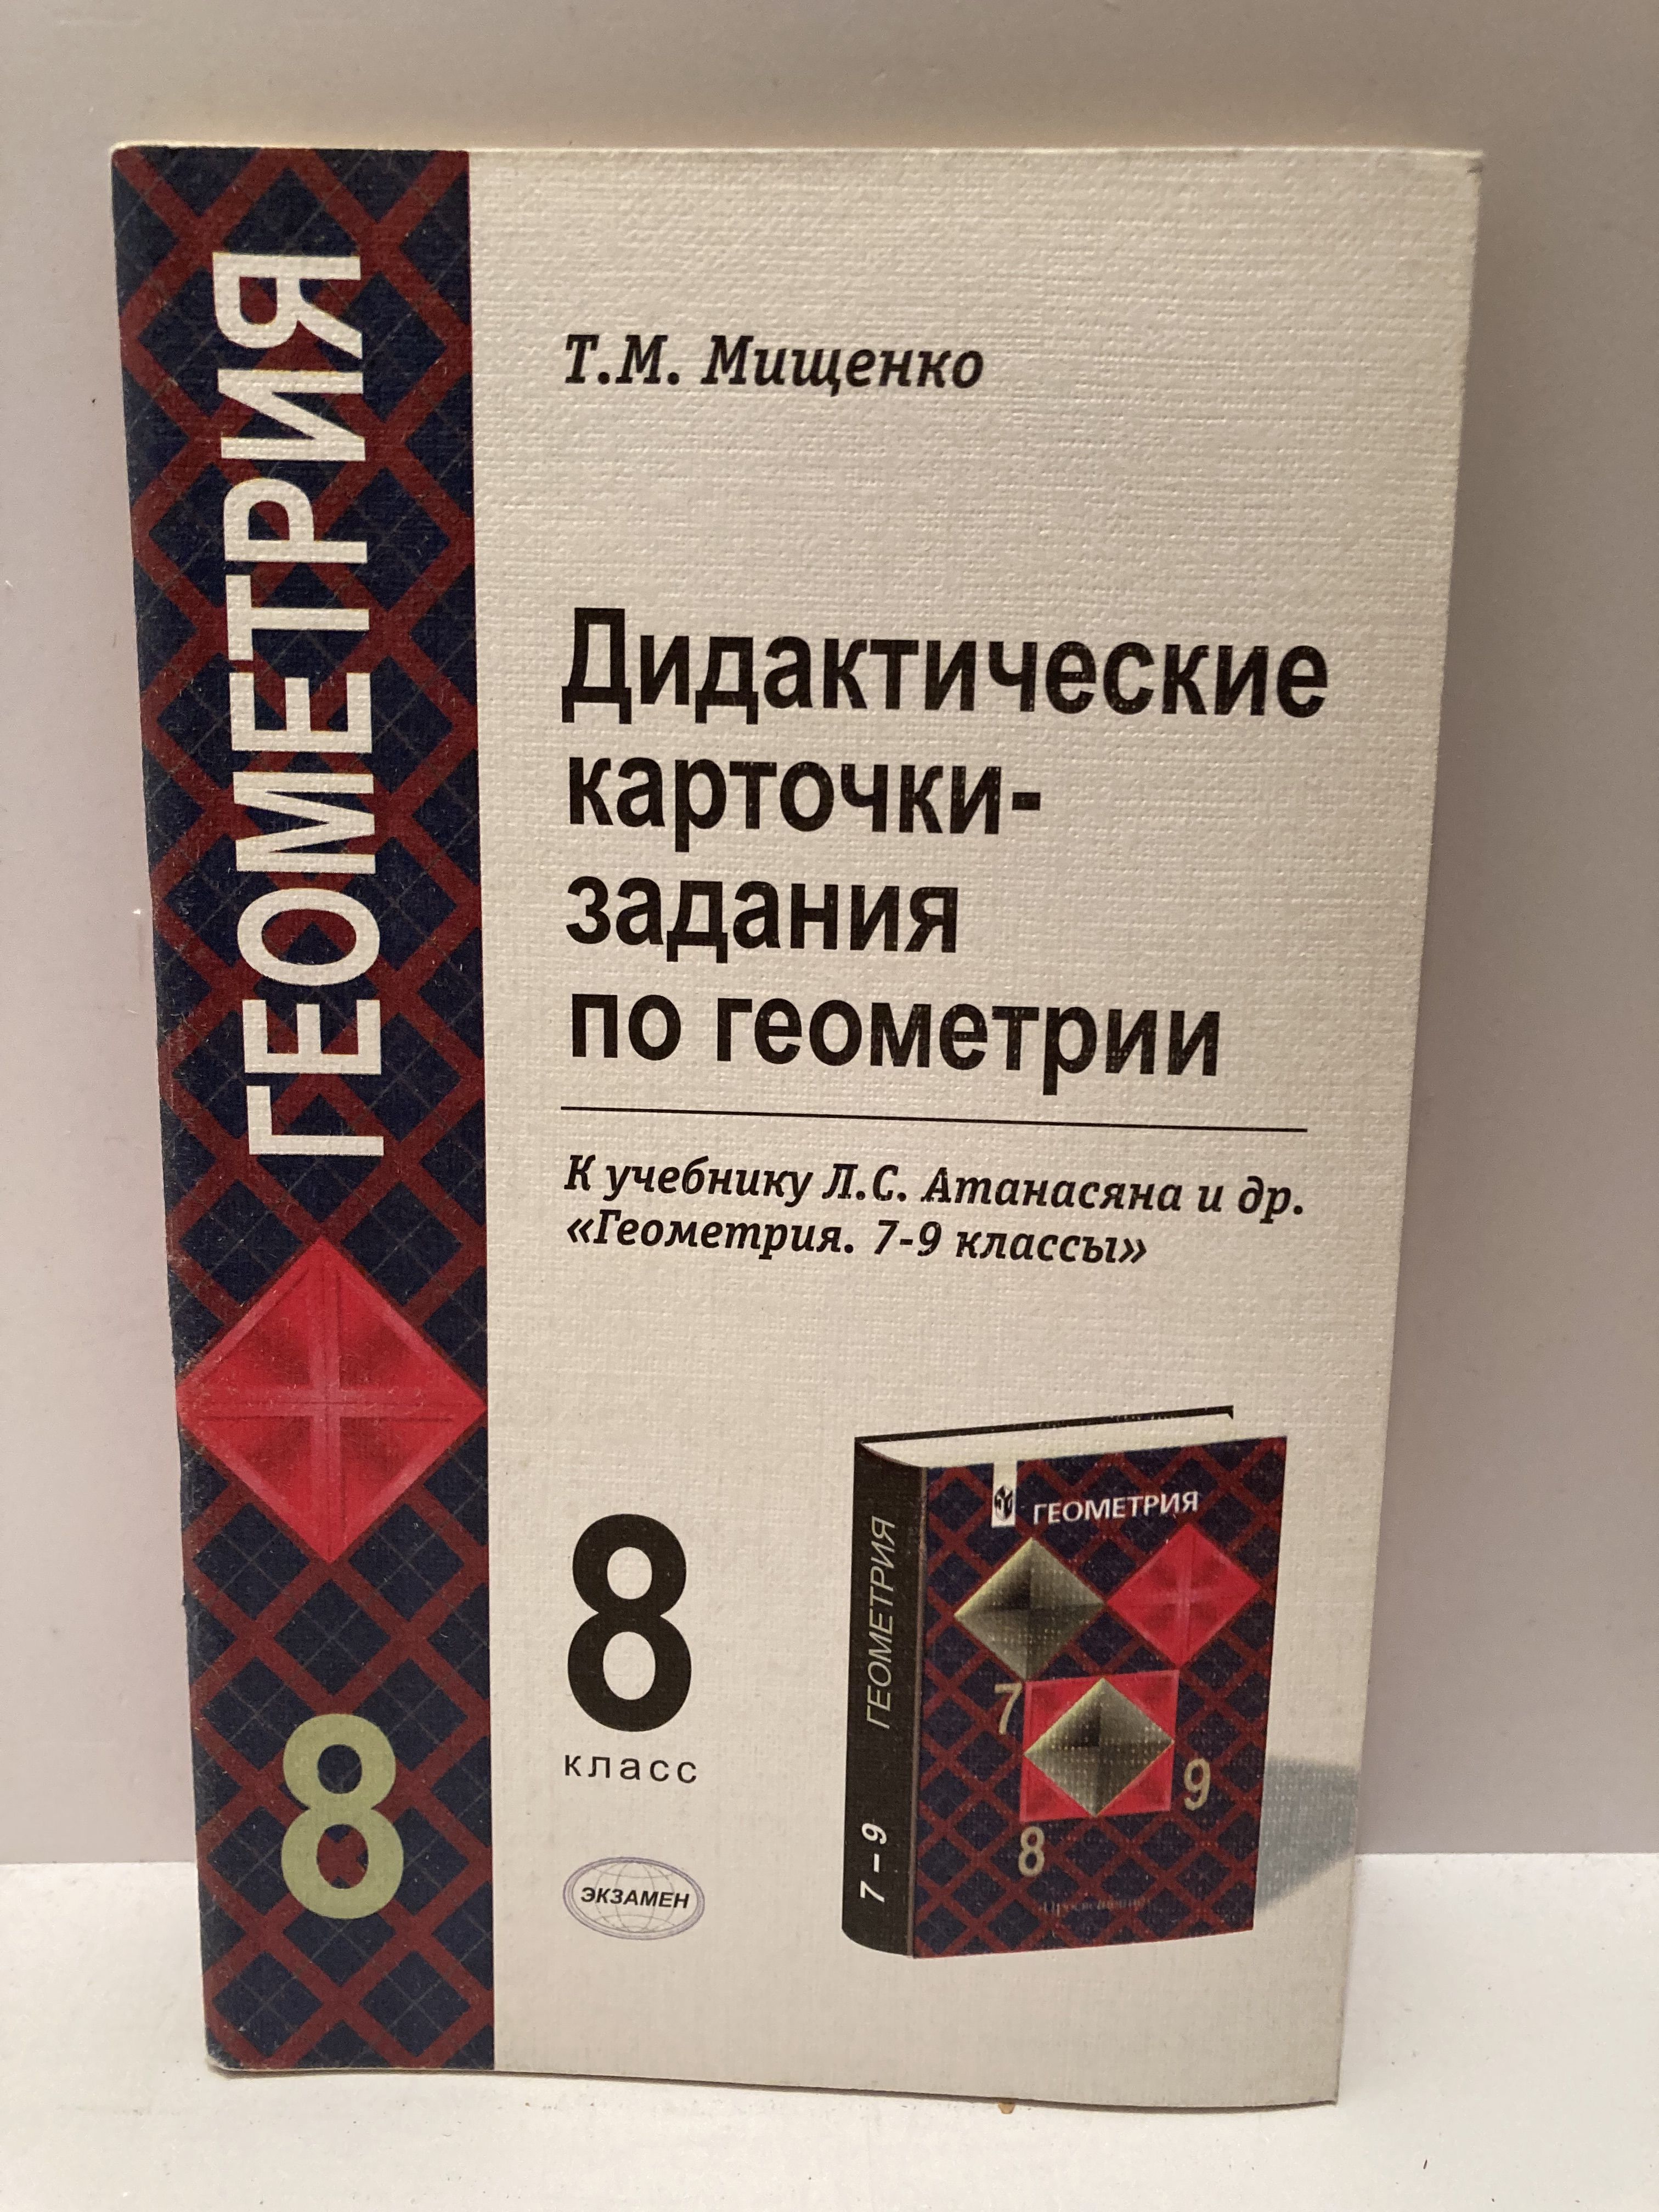 ГЕОМЕТРИЯ
8
Т.М. Мищенко
Дидактические
карточки-
задания
по геометрии
К учебнику Л.С. Атанасяна и др.
«Геометрия. 7-9 классы»
8
класс
ЭКЗАМЕН
ГЕОМЕТРИЯ
7 – 9
ГЕОМЕТРИЯ
7
9
8
«Просвещение»